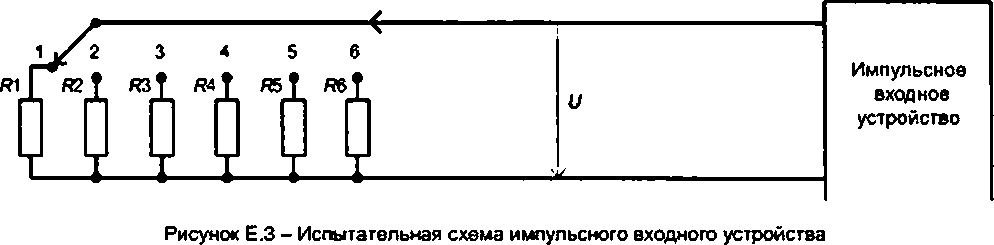 1 2 3 4 5 6
R1 R2 R3 R4 R5 R6
U
Импульсное
входное
устройство
Рисунок Е.3 – Испытательная схема импульсного входного устройства